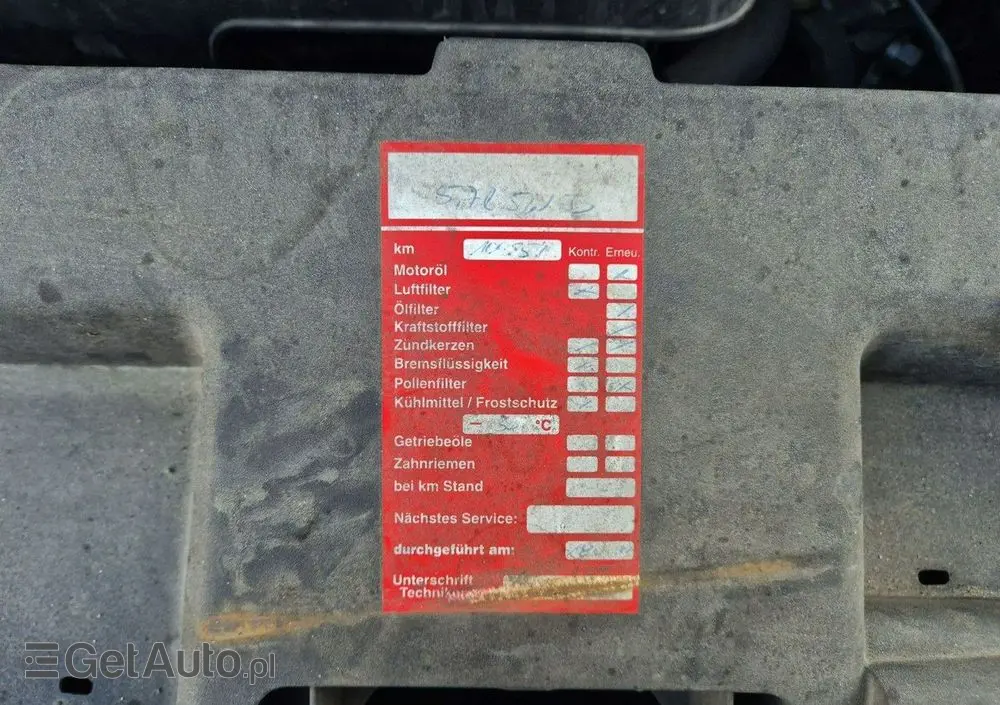 km Kontr. Erneu.
Motoröl
Luftfilter
Ölfilter
Kraftstofffilter
Zündkerzen
Bremsflüssigkeit
Pollenfilter
Kühlmittel / Frostschutz
– °C
Getriebeöle
Zahnriemen
bei km Stand
Nächstes Service:
durchgeführt am:
Unterschrift
GetAuto.pl